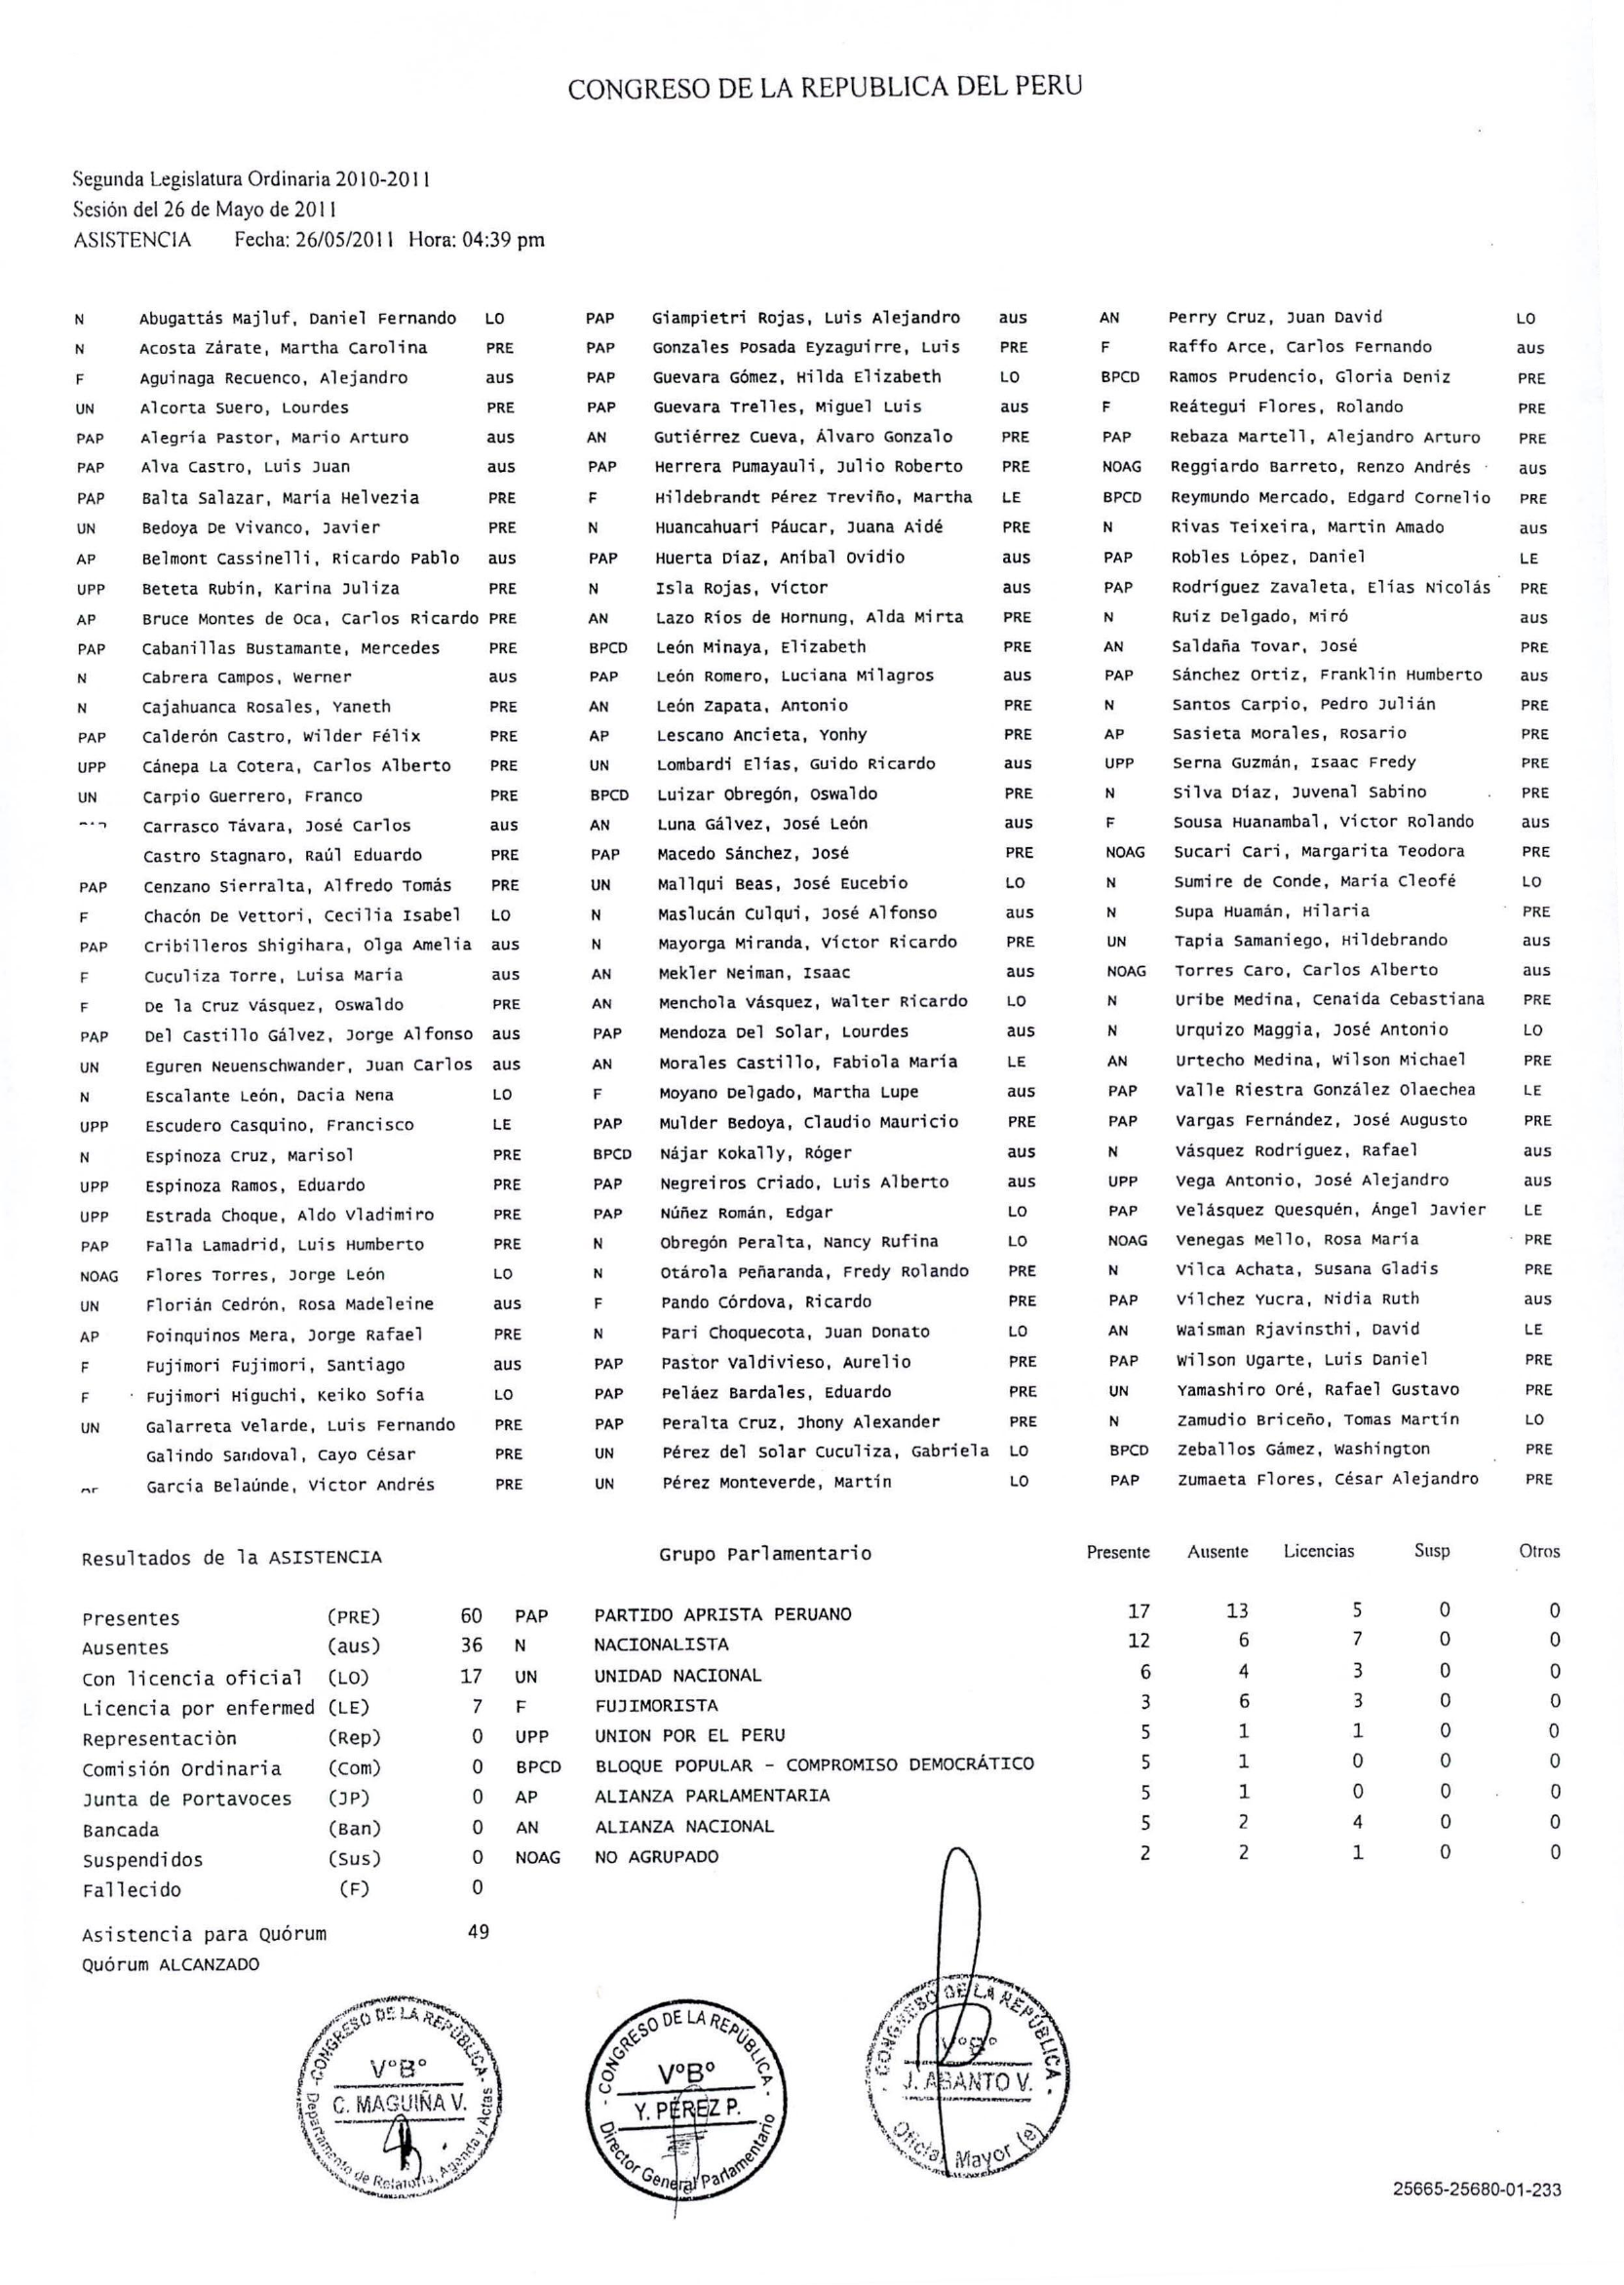 CONGRESO DE LA REPUBLICA DEL PERU
Segunda Legislatura Ordinaria 2010-2011
Sesión del 26 de Mayo de 2011
ASISTENCIA Fecha: 26/05/2011 Hora: 04:39 pm
N Abugattás Majluf, Daniel Fernando LO
N Acosta Zárate, Martha Carolina PRE
F Aguinaga Recuenco, Alejandro aus
UN Alcorta Suero, Lourdes PRE
PAP Alegría Pastor, Mario Arturo aus
PAP Alva Castro, Luis Juan aus
PAP Balta Salazar, María Helvezia PRE
UN Bedoya De Vivanco, Javier PRE
AP Belmont Cassinelli, Ricardo Pablo aus
UPP Beteta Rubín, Karina Juliza PRE
AP Bruce Montes de Oca, Carlos Ricardo PRE
PAP Cabanillas Bustamante, Mercedes PRE
N Cabrera Campos, Werner aus
N Cajahuanca Rosales, Yaneth PRE
PAP Calderón Castro, Wilder Félix PRE
UPP Cánepa La Cotera, Carlos Alberto PRE
UN Carpio Guerrero, Franco PRE
Carrasco Távara, José Carlos aus
Castro Stagnaro, Raúl Eduardo PRE
PAP Cenzano Sierralta, Alfredo Tomás PRE
F Chacón De Vettori, Cecilia Isabel LO
PAP Cribilleros Shigihara, Olga Amelia aus
F Cuculiza Torre, Luisa María aus
F De la Cruz Vásquez, Oswaldo PRE
PAP Del Castillo Gálvez, Jorge Alfonso aus
UN Eguren Neuenschwander, Juan Carlos aus
N Escalante León, Dacia Nena LO
UPP Escudero Casquino, Francisco LE
N Espinoza Cruz, Marisol PRE
UPP Espinoza Ramos, Eduardo PRE
UPP Estrada Choque, Aldo Vladimiro PRE
PAP Falla Lamadrid, Luis Humberto PRE
NOAG Flores Torres, Jorge León LO
UN Florián Cedrón, Rosa Madeleine aus
AP Foinquinos Mera, Jorge Rafael PRE
F Fujimori Fujimori, Santiago aus
F Fujimori Higuchi, Keiko Sofía LO
UN Galarreta Velarde, Luis Fernando PRE
Galindo Sandoval, Cayo César PRE
García Belaúnde, Víctor Andrés PRE
PAP Giampietri Rojas, Luis Alejandro aus
PAP Gonzales Posada Eyzaguirre, Luis PRE
PAP Guevara Gómez, Hilda Elizabeth LO
PAP Guevara Trelles, Miguel Luis aus
AN Gutiérrez Cueva, Álvaro Gonzalo PRE
PAP Herrera Pumayauli, Julio Roberto PRE
F Hildebrandt Pérez Treviño, Martha LE
N Huancahuari Páucar, Juana Aidé PRE
PAP Huerta Díaz, Aníbal Ovidio aus
N Isla Rojas, Víctor aus
AN Lazo Ríos de Hornung, Alda Mirta PRE
BPCD León Minaya, Elizabeth PRE
PAP León Romero, Luciana Milagros aus
AN León Zapata, Antonio PRE
AP Lescano Ancieta, Yonhy PRE
UN Lombardi Elías, Guido Ricardo aus
BPCD Luizar Obregón, Oswaldo PRE
AN Luna Gálvez, José León aus
PAP Macedo Sánchez, José PRE
UN Mallqui Beas, José Eucebio LO
N Maslucán Culqui, José Alfonso aus
N Mayorga Miranda, Víctor Ricardo PRE
AN Mekler Neiman, Isaac aus
AN Menchola Vásquez, Walter Ricardo LO
PAP Mendoza Del Solar, Lourdes aus
AN Morales Castillo, Fabiola María LE
F Moyano Delgado, Martha Lupe aus
PAP Mulder Bedoya, Claudio Mauricio PRE
BPCD Nájar Kokally, Róger aus
PAP Negreiros Criado, Luis Alberto aus
PAP Núñez Román, Edgar LO
N Obregón Peralta, Nancy Rufina LO
N Otárola Peñaranda, Fredy Rolando PRE
F Pando Córdova, Ricardo PRE
N Pari Choquecota, Juan Donato LO
PAP Pastor Valdivieso, Aurelio PRE
PAP Peláez Bardales, Eduardo PRE
PAP Peralta Cruz, Jhony Alexander PRE
UN Pérez del Solar Cuculiza, Gabriela LO
UN Pérez Monteverde, Martín LO
AN Perry Cruz, Juan David LO
F Raffo Arce, Carlos Fernando aus
BPCD Ramos Prudencio, Gloria Deniz PRE
F Reátegui Flores, Rolando PRE
PAP Rebaza Martell, Alejandro Arturo PRE
NOAG Reggiardo Barreto, Renzo Andrés aus
BPCD Reymundo Mercado, Edgard Cornelio PRE
N Rivas Teixeira, Martin Amado aus
PAP Robles López, Daniel LE
PAP Rodríguez Zavaleta, Elías Nicolás PRE
N Ruiz Delgado, Miró aus
AN Saldaña Tovar, José PRE
PAP Sánchez Ortiz, Franklin Humberto aus
N Santos Carpio, Pedro Julián PRE
AP Sasieta Morales, Rosario PRE
UPP Serna Guzmán, Isaac Fredy PRE
N Silva Díaz, Juvenal Sabino PRE
F Sousa Huanambal, Víctor Rolando aus
NOAG Sucari Cari, Margarita Teodora PRE
N Sumire de Conde, María Cleofé LO
N Supa Huamán, Hilaria PRE
UN Tapia Samaniego, Hildebrando aus
NOAG Torres Caro, Carlos Alberto aus
N Uribe Medina, Cenaida Cebastiana PRE
N Urquizo Maggia, José Antonio LO
AN Urtecho Medina, Wilson Michael PRE
PAP Valle Riestra González Olaechea LE
PAP Vargas Fernández, José Augusto PRE
N Vásquez Rodríguez, Rafael aus
UPP Vega Antonio, José Alejandro aus
PAP Velásquez Quesquén, Ángel Javier LE
NOAG Venegas Mello, Rosa María PRE
N Vilca Achata, Susana Gladis PRE
PAP Vílchez Yucra, Nidia Ruth aus
AN Waisman Rjavinsthi, David LE
PAP Wilson Ugarte, Luis Daniel PRE
UN Yamashiro Oré, Rafael Gustavo PRE
N Zamudio Briceño, Tomas Martín LO
BPCD Zeballos Gámez, Washington PRE
PAP Zumaeta Flores, César Alejandro PRE
Resultados de la ASISTENCIA Grupo Parlamentario Presente Ausente Licencias Susp Otros
Presentes (PRE) 60 PAP PARTIDO APRISTA PERUANO 17 13 5 0 0
Ausentes (aus) 36 N NACIONALISTA 12 6 7 0 0
Con licencia oficial (LO) 17 UN UNIDAD NACIONAL 6 4 3 0 0
Licencia por enfermed (LE) 7 F FUJIMORISTA 3 6 3 0 0
Representaciòn (Rep) 0 UPP UNION POR EL PERU 5 1 1 0 0
Comisión Ordinaria (Com) 0 BPCD BLOQUE POPULAR - COMPROMISO DEMOCRÁTICO 5 1 0 0 0
Junta de Portavoces (JP) 0 AP ALIANZA PARLAMENTARIA 5 1 0 0 0
Bancada (Ban) 0 AN ALIANZA NACIONAL 5 2 4 0 0
Suspendidos (Sus) 0 NOAG NO AGRUPADO 2 2 1 0 0
Fallecido (F) 0
Asistencia para Quórum 49
Quórum ALCANZADO
CONGRESO DE LA REPÚBLICA
V°B°
C. MAGUIÑA V.
Departamento de Relatoría, Agenda y Actas
CONGRESO DE LA REPÚBLICA
V°B°
Y. PÉREZ P.
Director General Parlamentario
CONGRESO DE LA REPÚBLICA
V°B°
J. ABANTO V.
Oficial Mayor (e)
25665-25680-01-233